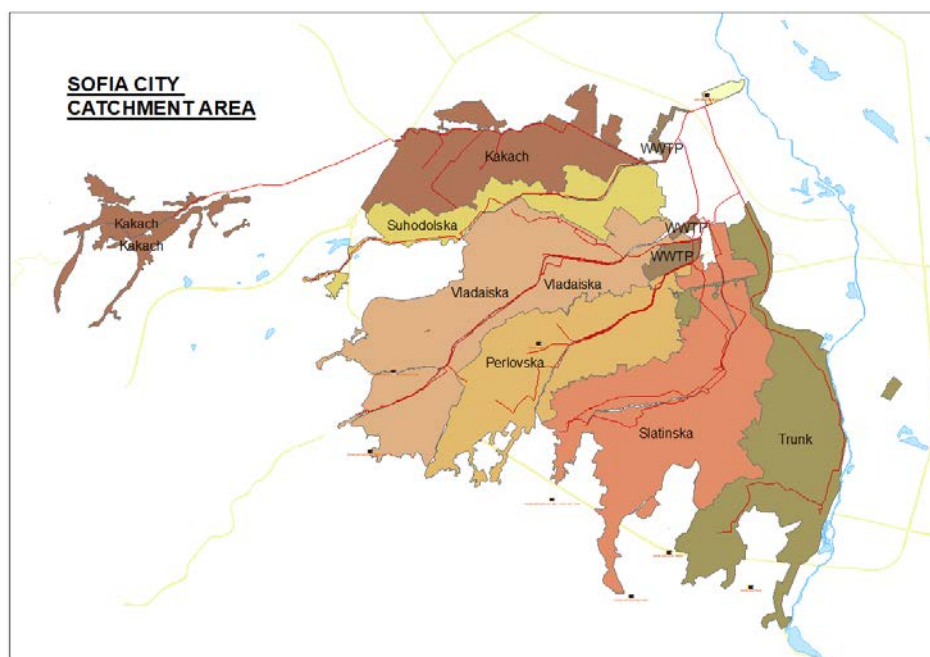 SOFIA CITY
CATCHMENT AREA
WWTP
Kakach
Kakach
Kakach
Suhodolska
WWTP
WWTP
Vladaiska
Vladaiska
Perlovska
Slatinska
Trunk